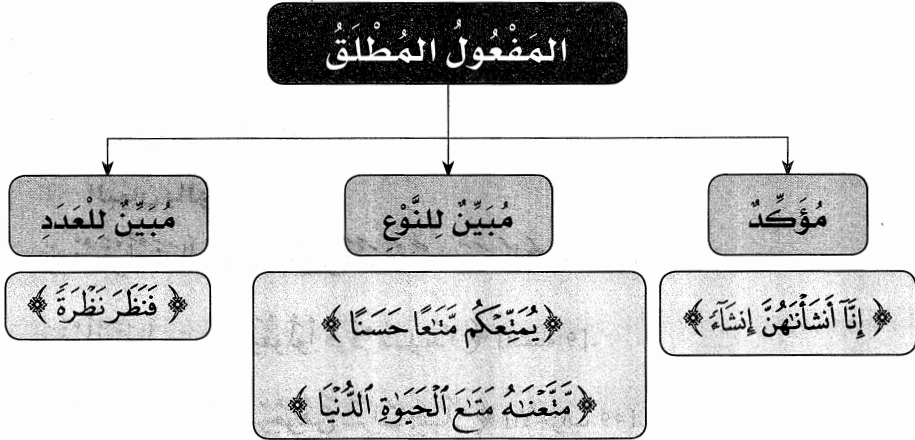 المَفْعُولُ المُطْلَقُ
مُؤَكِّدٌ
مُبَيِّنٌ لِلنَّوْعِ
مُبَيِّنٌ لِلْعَدَدِ
﴿ إِنَّآ أَنشَأْنَٰهُنَّ إِنشَآءً ﴾
﴿ يُمَتِّعْكُم مَّتَٰعًا حَسَنًا ﴾
﴿ مَّتَّعْنَٰهُ مَتَٰعَ ٱلْحَيَوٰةِ ٱلدُّنْيَا ﴾
﴿ فَنَظَرَ نَظْرَةً ﴾